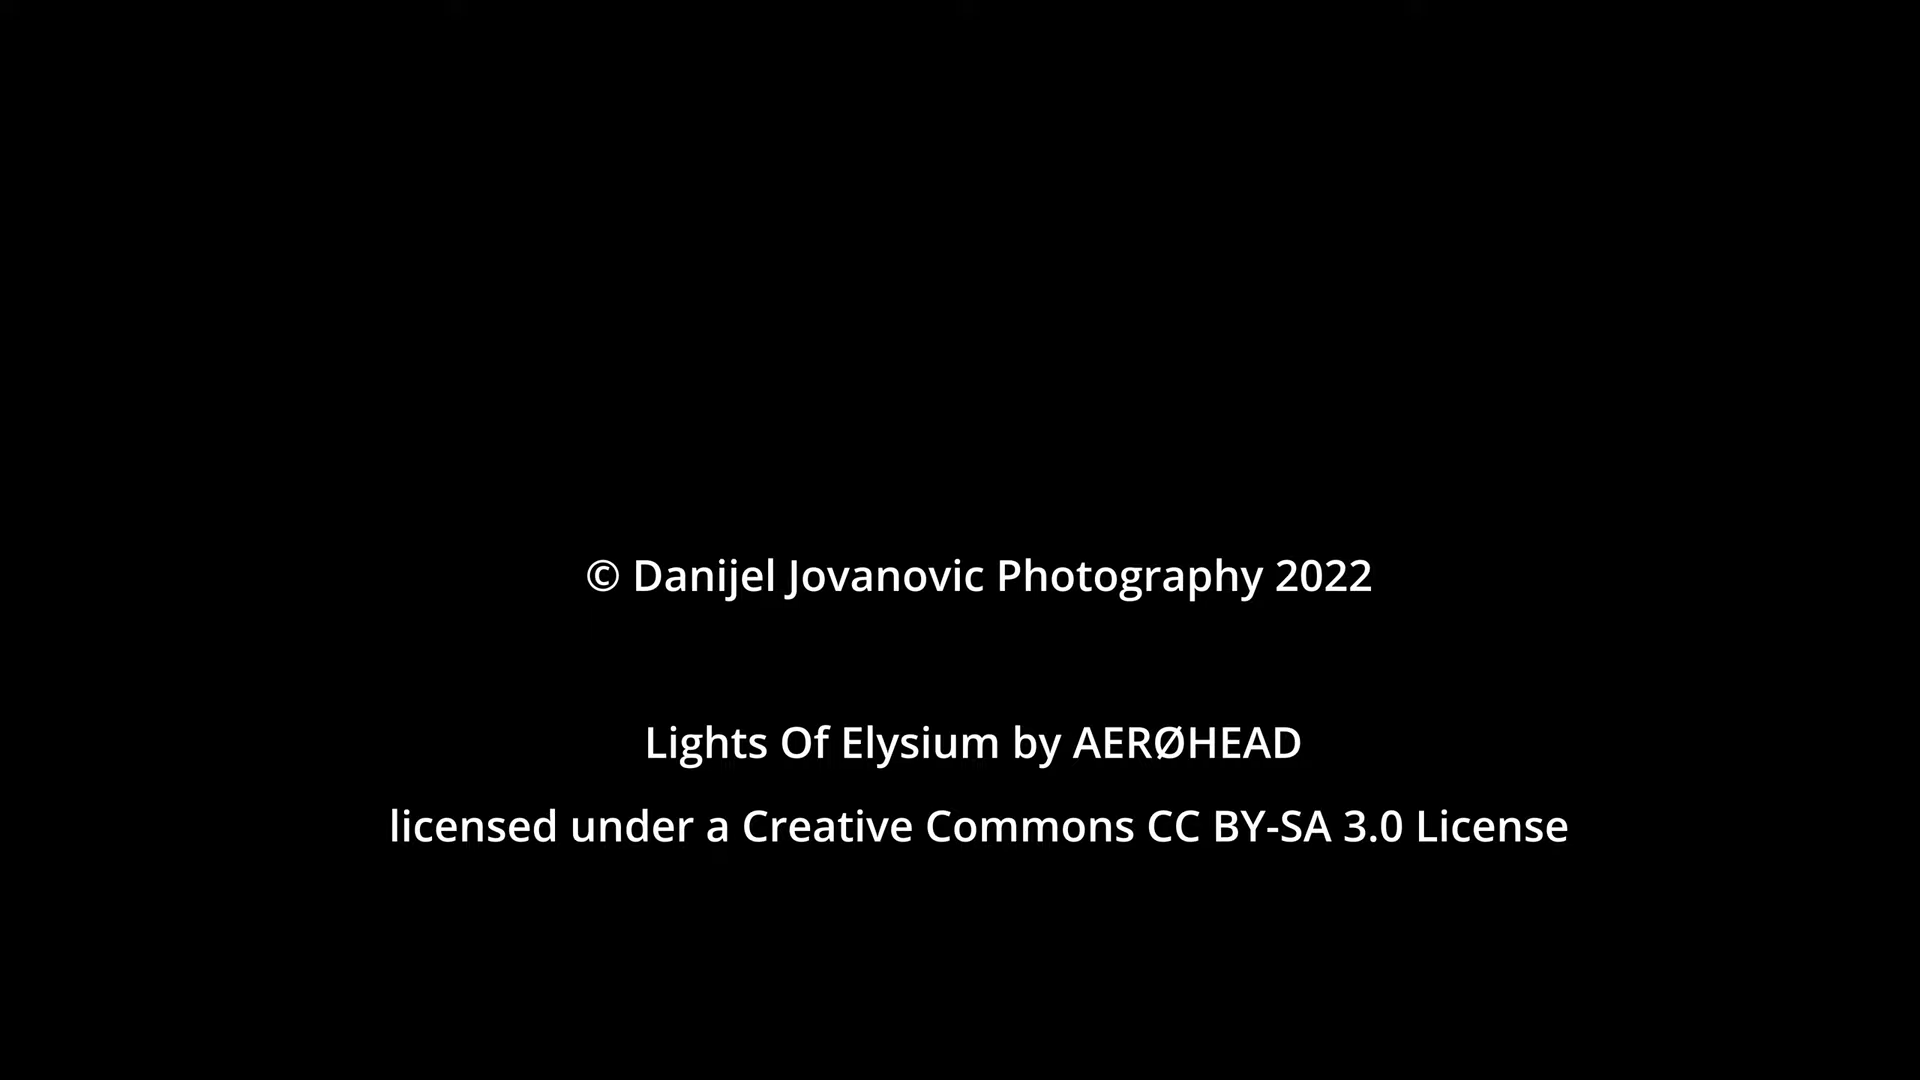 © Danijel Jovanovic Photography 2022
Lights Of Elysium by AERØHEAD
licensed under a Creative Commons CC BY-SA 3.0 License